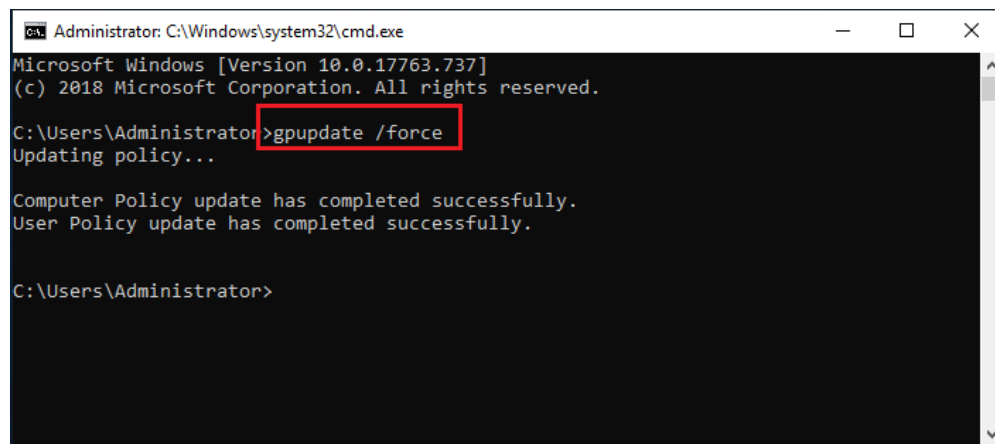 Administrator: C:\Windows\system32\cmd.exe
Microsoft Windows [Version 10.0.17763.737]
(c) 2018 Microsoft Corporation. All rights reserved.
C:\Users\Administrator>gpupdate /force
Updating policy...
Computer Policy update has completed successfully.
User Policy update has completed successfully.
C:\Users\Administrator>